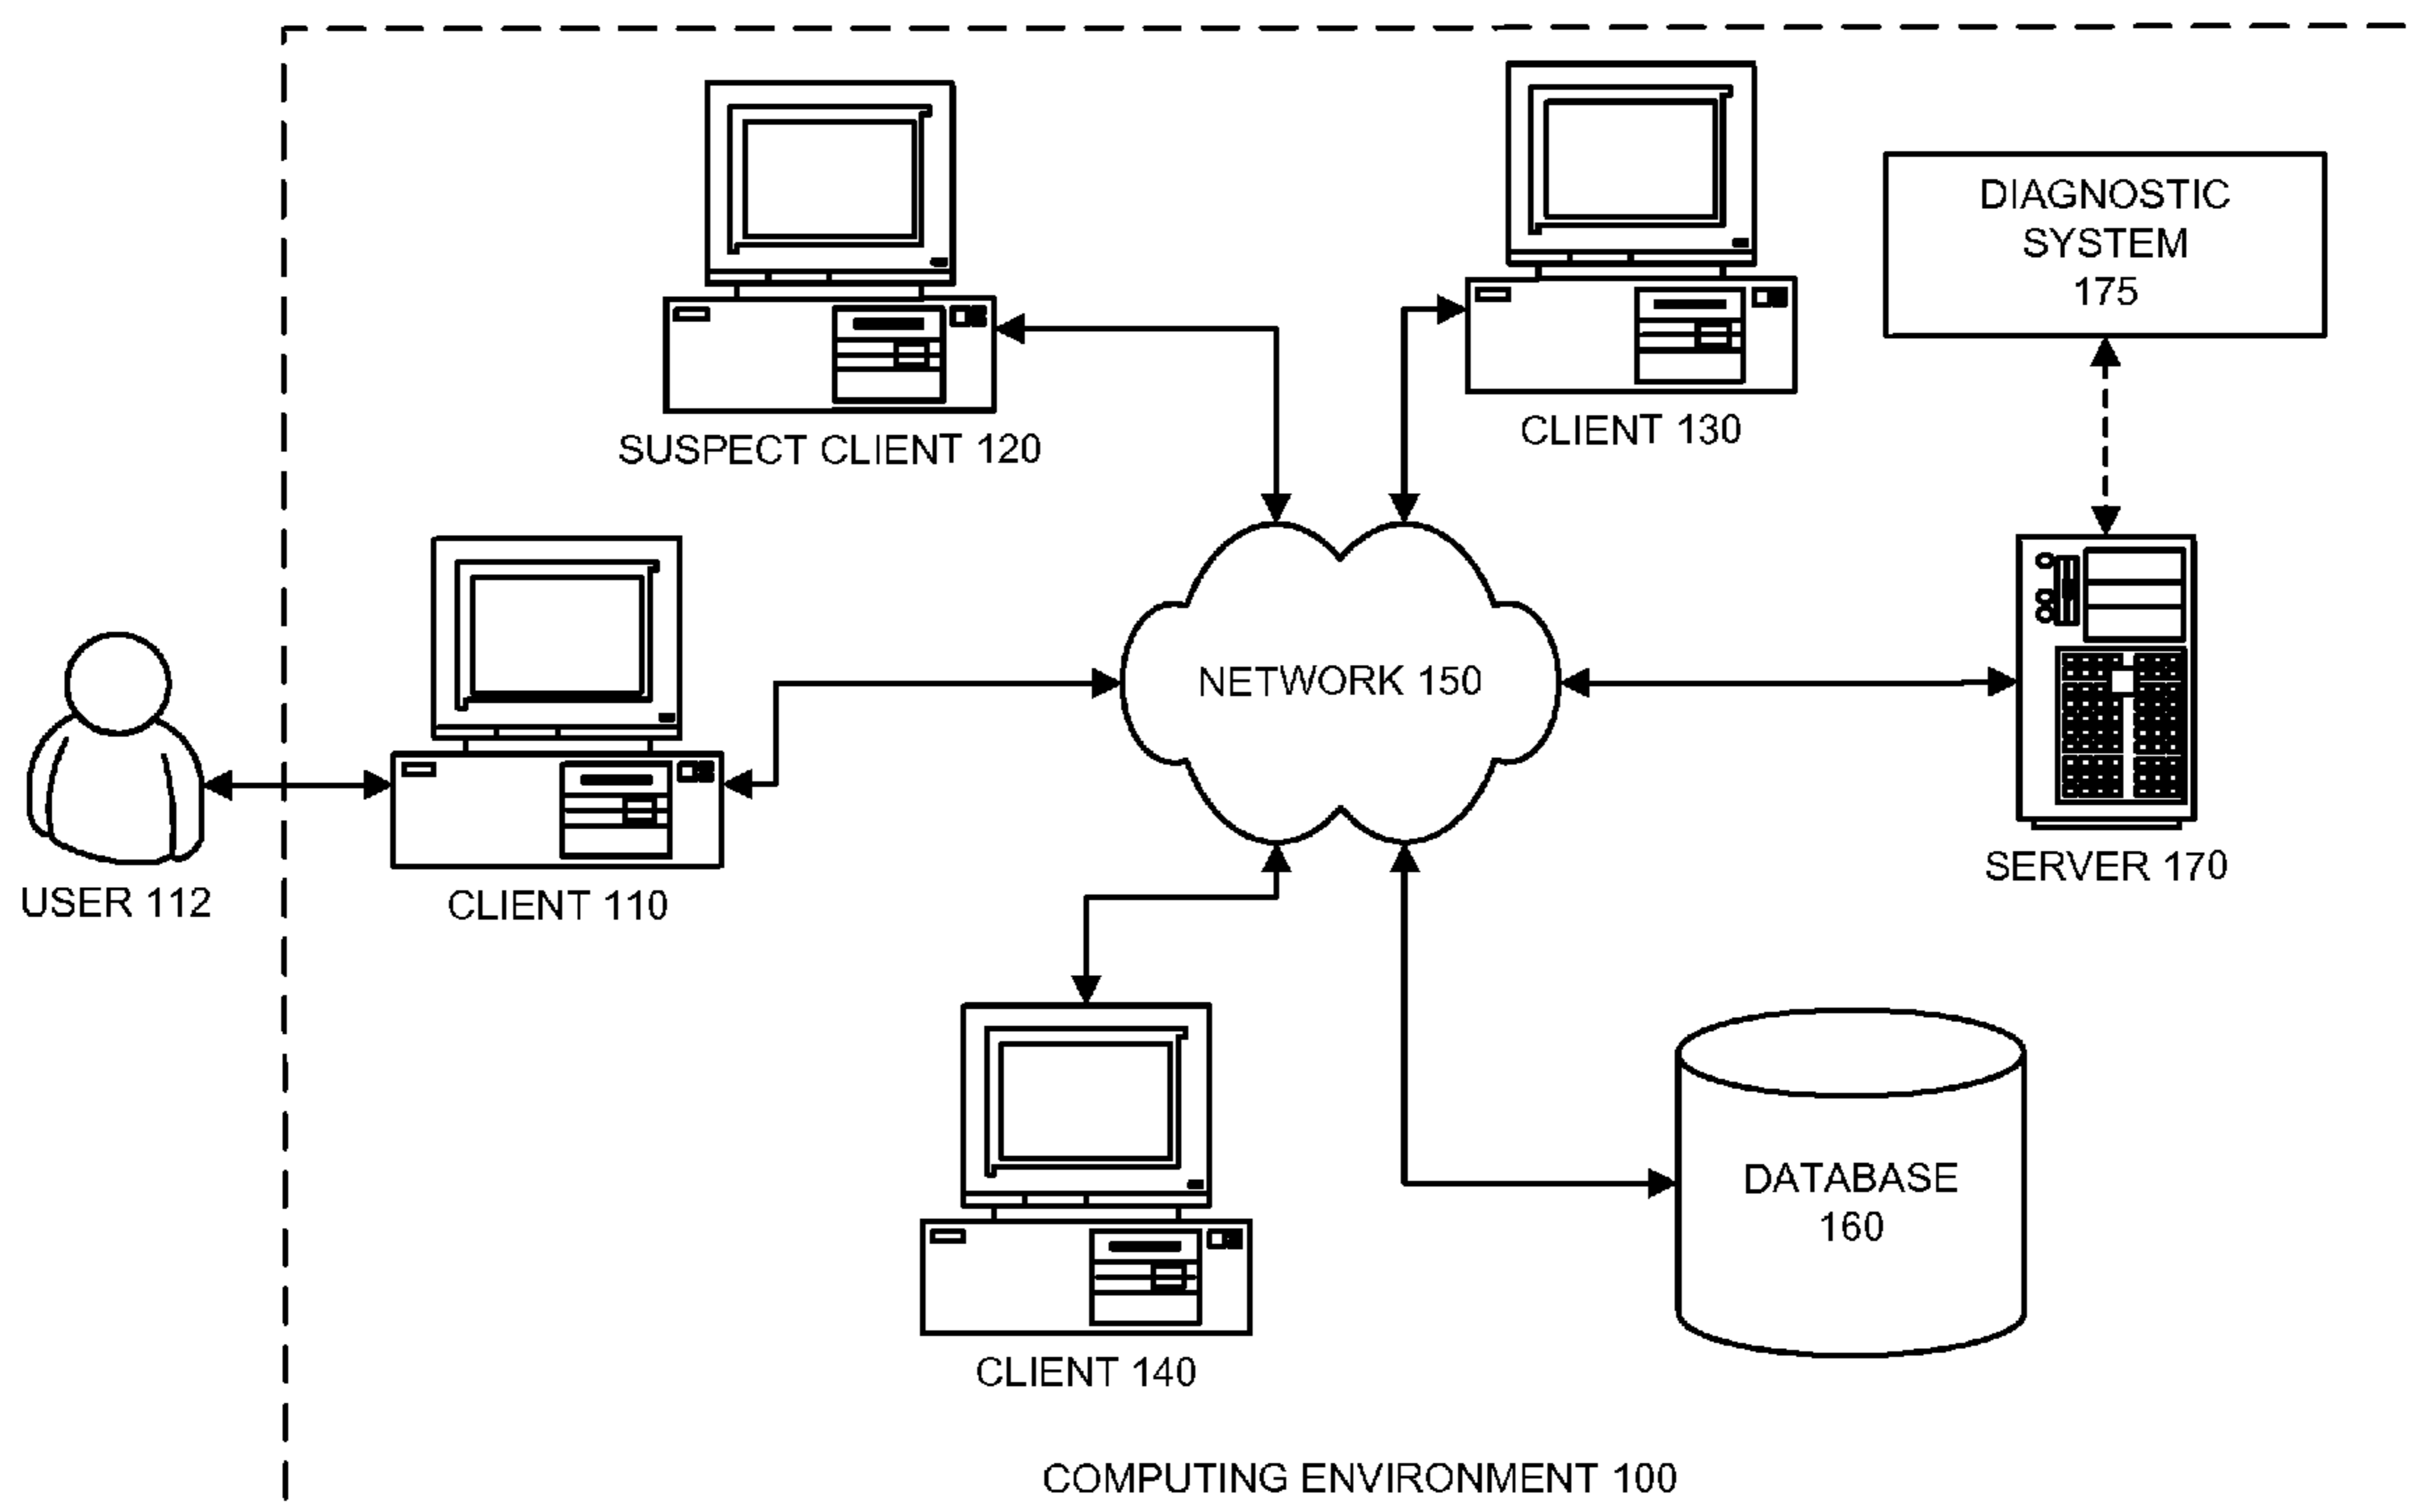 DIAGNOSTIC
SYSTEM
175
SUSPECT CLIENT 120
CLIENT 130
NETWORK 150
USER 112
CLIENT 110
SERVER 170
DATABASE
160
CLIENT 140
COMPUTING ENVIRONMENT 100